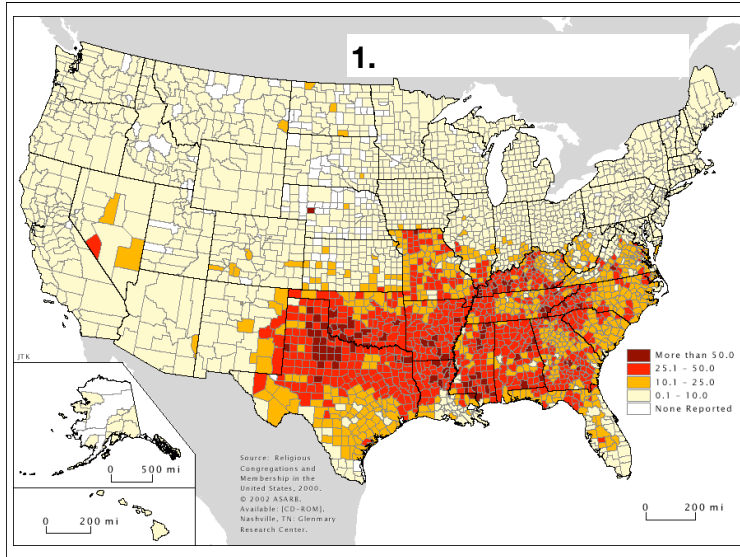 1.
JTK
More than 50.0
25.1 - 50.0
10.1 - 25.0
0.1 - 10.0
None Reported
0 500 mi
0 200 mi
Source: Religious
Congregations and
Membership in the
United States, 2000.
© 2002 ASARB.
Available: [CD-ROM].
Nashville, TN: Glenmary
Research Center.
0 200 mi